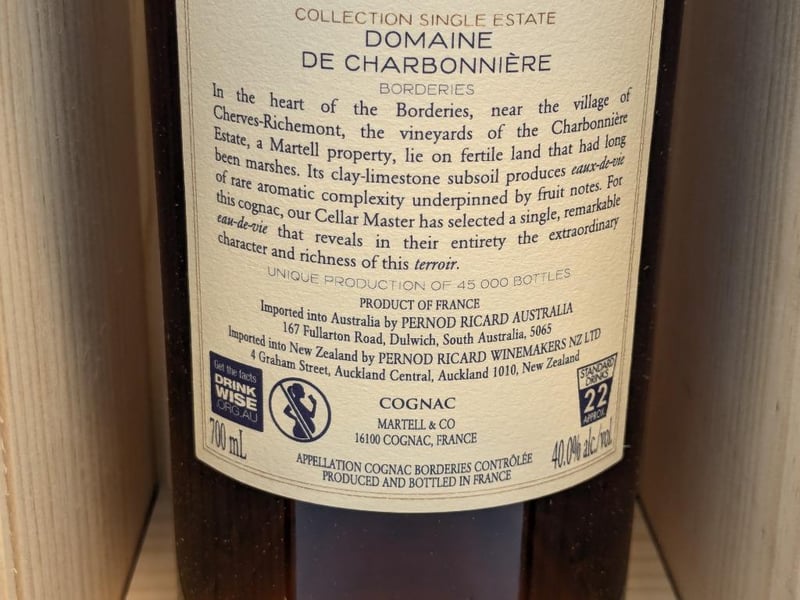 COLLECTION SINGLE ESTATE
DOMAINE
DE CHARBONNIÈRE
BORDERIES
In the heart of the Borderies, near the village of
Cherves-Richemont, the vineyards of the Charbonnière
Estate, a Martell property, lie on fertile land that had long
been marshes. Its clay-limestone subsoil produces eaux-de-vie
of rare aromatic complexity underpinned by fruit notes. For
this cognac, our Cellar Master has selected a single, remarkable
eau-de-vie that reveals in their entirety the extraordinary
character and richness of this terroir.
UNIQUE PRODUCTION OF 45 000 BOTTLES
PRODUCT OF FRANCE
Imported into Australia by PERNOD RICARD AUSTRALIA
167 Fullarton Road, Dulwich, South Australia, 5065
Imported into New Zealand by PERNOD RICARD WINEMAKERS NZ LTD
4 Graham Street, Auckland Central, Auckland 1010, New Zealand
Get the facts
DRINK
WISE
.ORG.AU
STANDARD
DRINKS
22
APPROX.
COGNAC
MARTELL & CO
16100 COGNAC, FRANCE
700 mL
40.0% alc./vol.
APPELLATION COGNAC BORDERIES CONTRÔLÉE
PRODUCED AND BOTTLED IN FRANCE